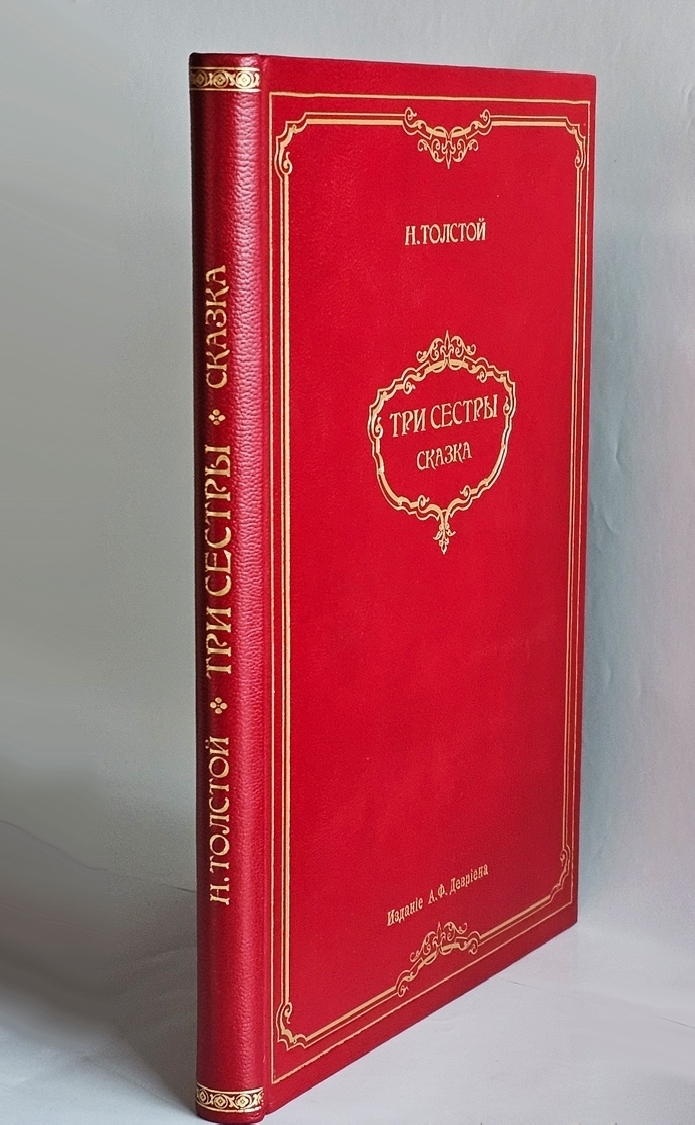 Н.ТОЛСТОЙ
ТРИ СЕСТРЫ
СКАЗКА
Изданіе А.Ф. Девріена
Н.ТОЛСТОЙ ТРИ СЕСТРЫ СКАЗКА